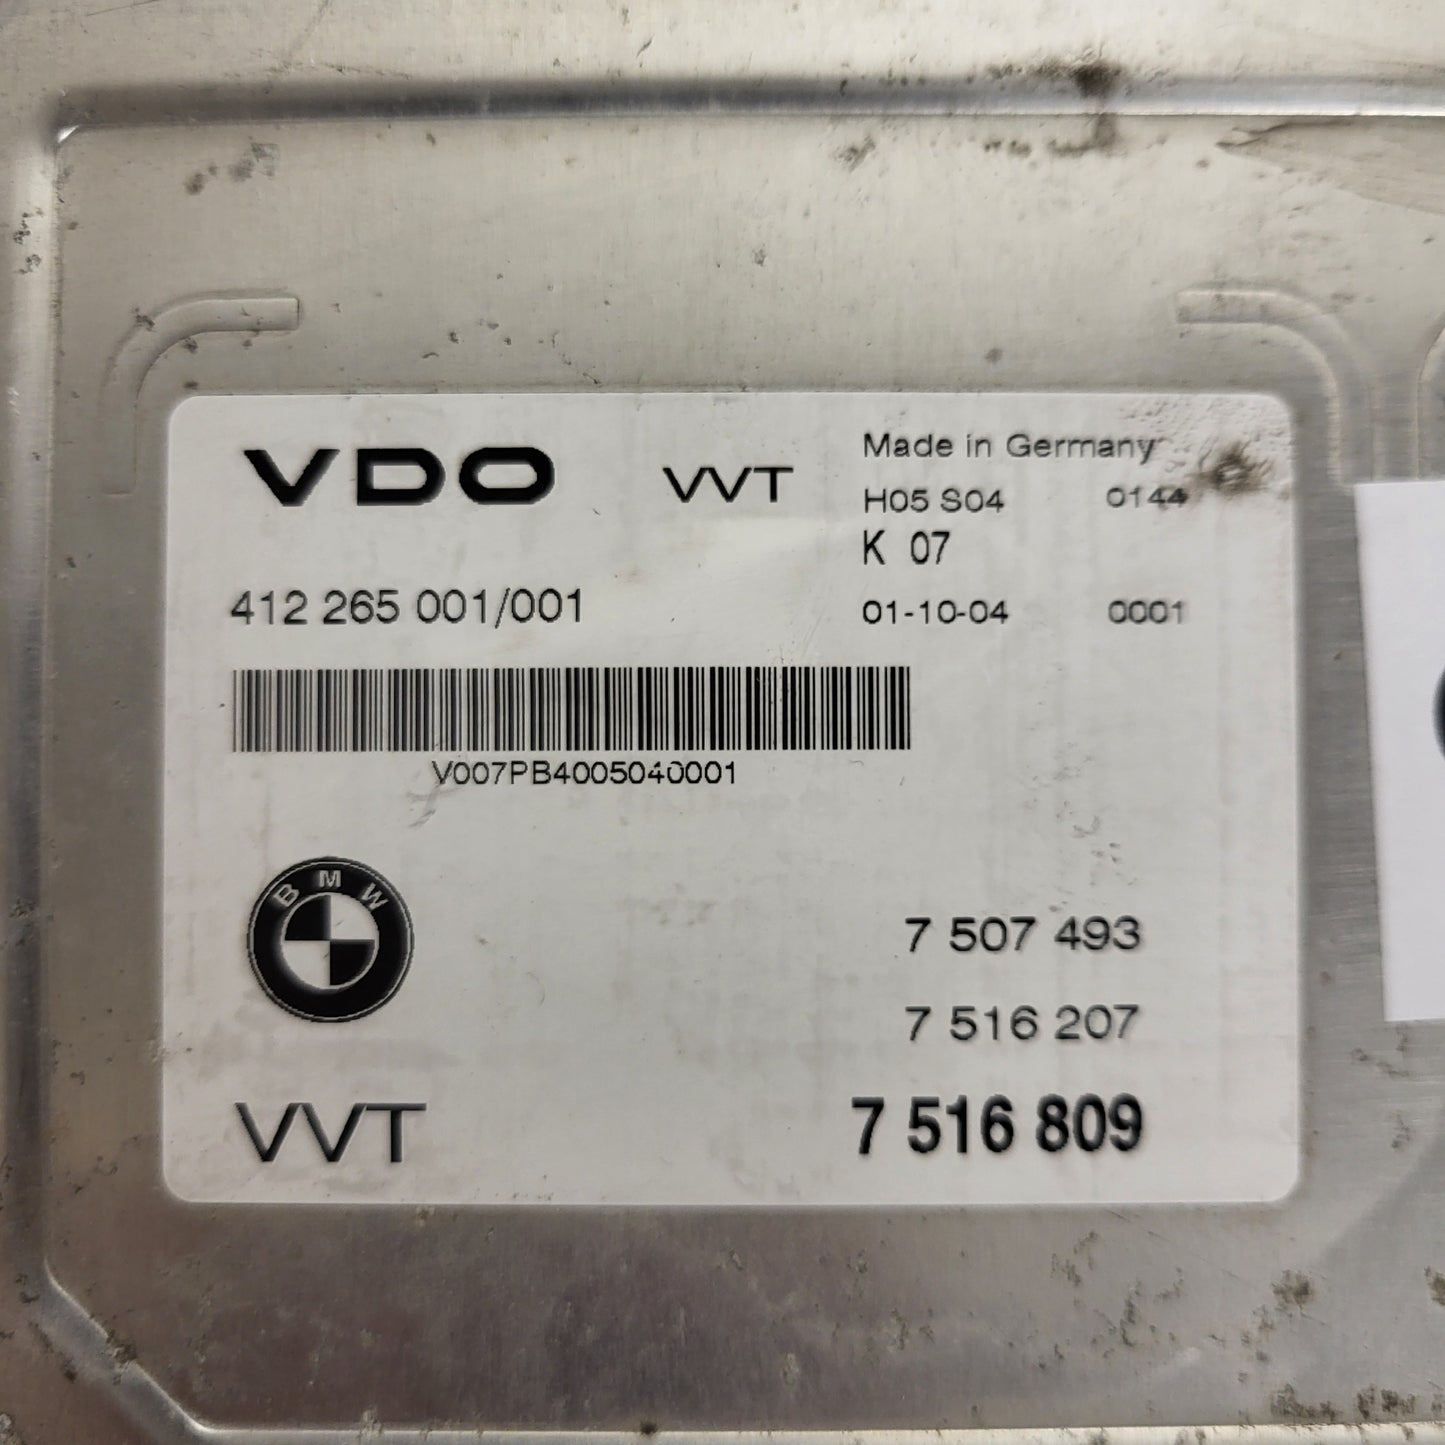 VDO VVT
Made in Germany
H05 S04 0144
K 07
412 265 001/001
01-10-04 0001
V007PB4005040001
BMW
7 507 493
7 516 207
VVT 7 516 809